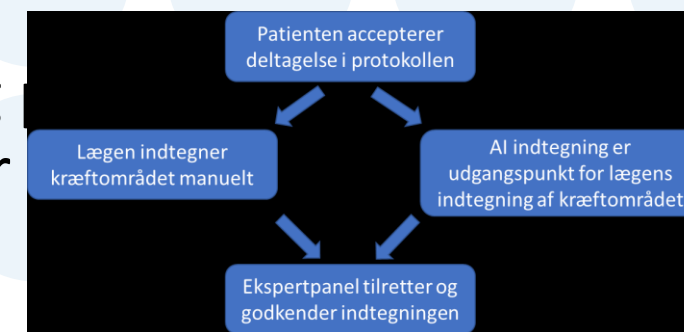 Patienten accepterer
deltagelse i protokollen
Lægen indtegner
kræftområdet manuelt
AI indtegning er
udgangspunkt for lægens
indtegning af kræftområdet
Ekspertpanel tilretter og
godkender indtegningen